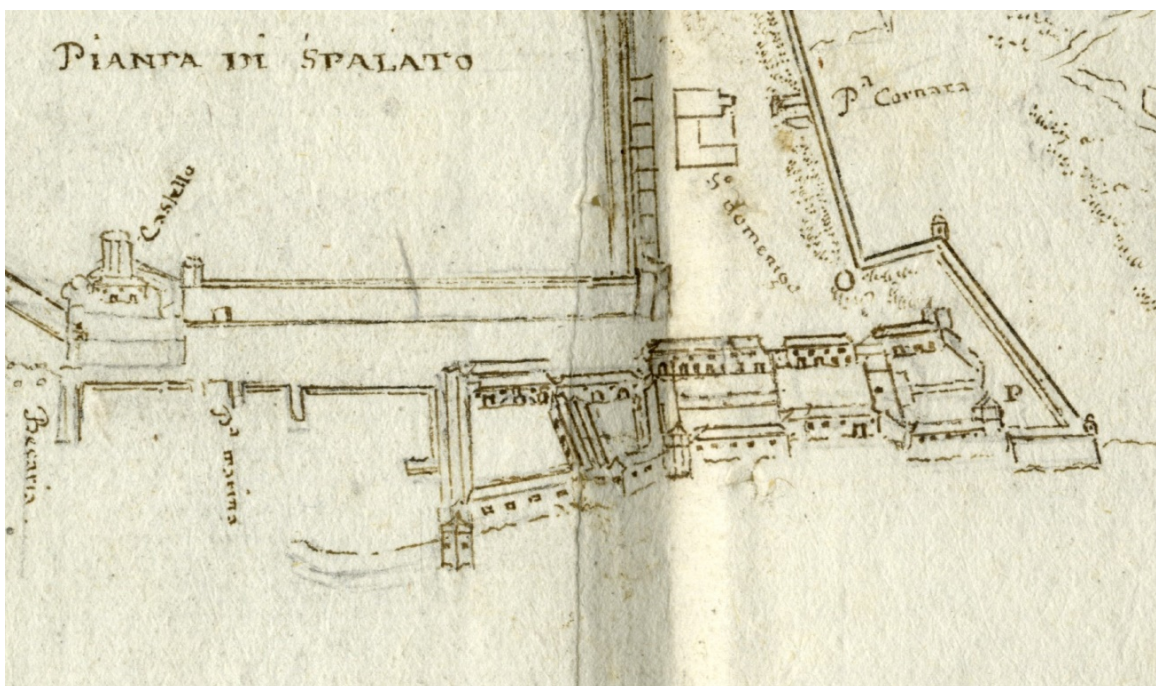 PIANTA DI SPALATO
Castello
Pª Cornara
Sº domenigo
O
P
Becaria
Pª marina